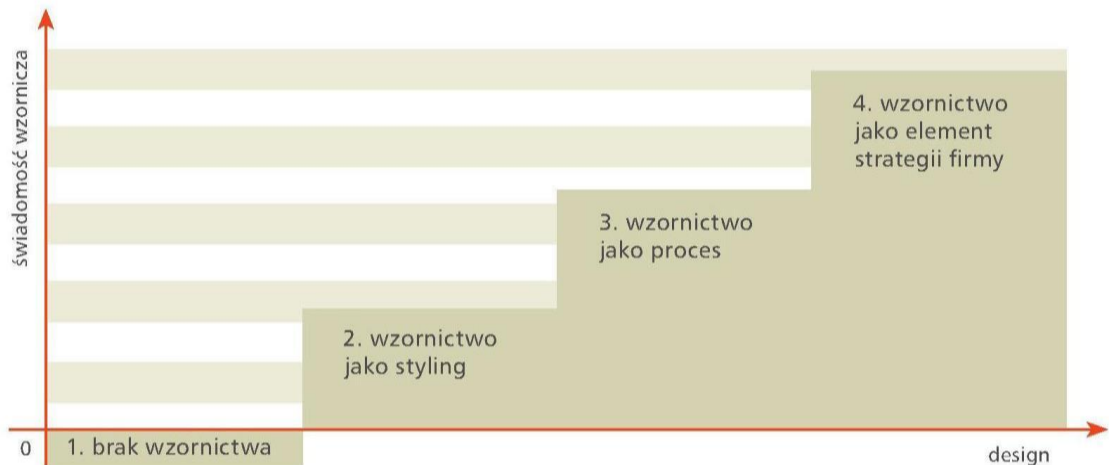 świadomość wzornicza
4. wzornictwo
jako element
strategii firmy
3. wzornictwo
jako proces
2. wzornictwo
jako styling
0
1. brak wzornictwa
design